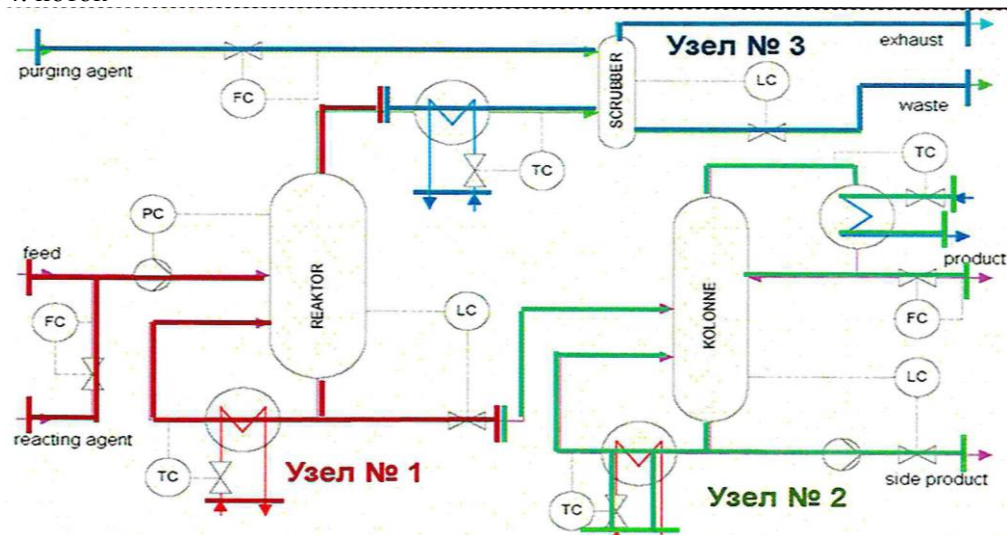 Узел № 3
exhaust
purging agent
FC
SCRUBBER
LC
waste
TC
TC
PC
feed
product
REAKTOR
KOLONNE
FC
LC
FC
LC
reacting agent
TC
Узел № 1
TC
Узел № 2
side product